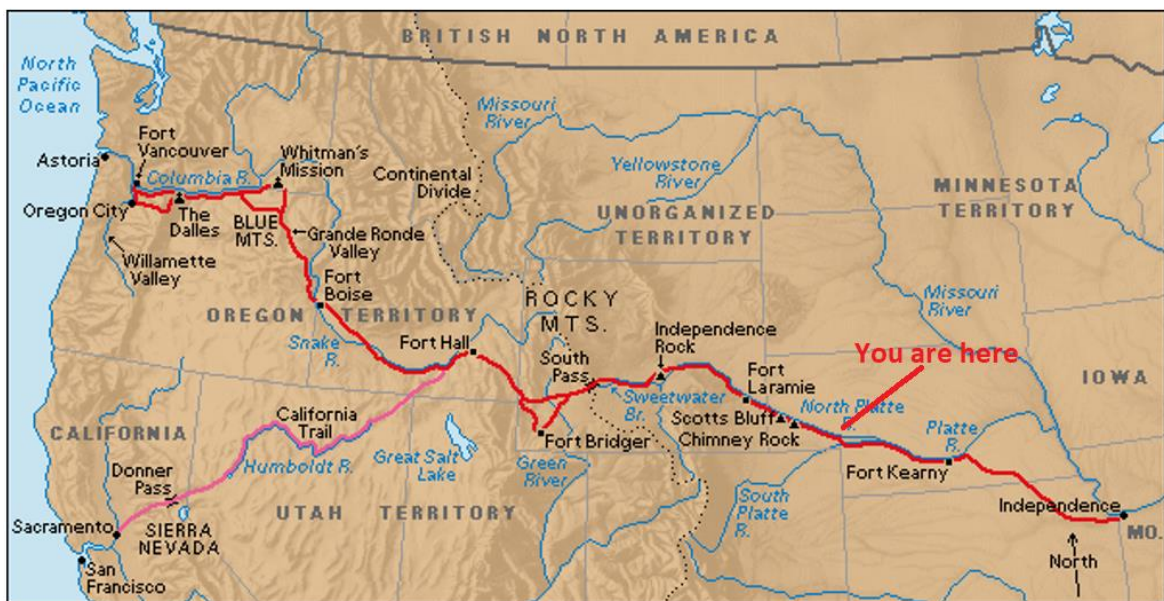 BRITISH NORTH AMERICA
North
Pacific
Ocean
Missouri
River
Fort
Vancouver
Astoria
Columbia R.
Whitman's
Mission
Continental
Divide
Yellowstone
River
MINNESOTA
TERRITORY
UNORGANIZED
TERRITORY
Oregon City
The
Dalles
BLUE
MTS.
Grande Ronde
Valley
Willamette
Valley
Fort
Boise
OREGON TERRITORY
ROCKY
MTS.
Missouri
River
Snake
R.
Fort Hall
South
Pass
Independence
Rock
You are here
IOWA
Fort
Laramie
Sweetwater
Br.
North Platte
R.
Scotts Bluff
Chimney Rock
Platte
R.
CALIFORNIA
California
Trail
Humboldt R.
Great Salt
Lake
Fort Bridger
Green
River
Fort Kearny
Donner
Pass
South
Platte
R.
Independence
MO.
Sacramento
SIERRA
NEVADA
UTAH TERRITORY
North
San
Francisco